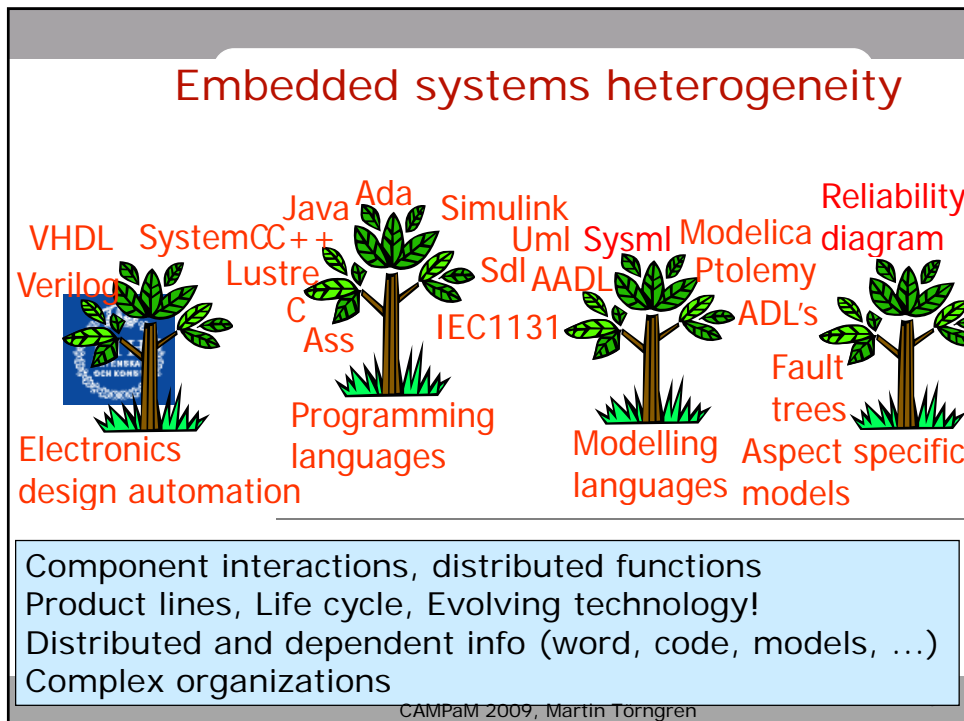 Embedded systems heterogeneity
VHDL
Verilog
SystemC
Electronics
design automation
Java
Ada
C++
Lustre
C
Ass
Programming
languages
Simulink
Uml
Sysml
Sdl
AADL
IEC1131
Modelica
Ptolemy
ADL's
Modelling
languages
Reliability
diagram
Fault
trees
Aspect specific
models
OCH KONS
Component interactions, distributed functions
Product lines, Life cycle, Evolving technology!
Distributed and dependent info (word, code, models, ...)
Complex organizations
CAMPaM 2009, Martin Törngren